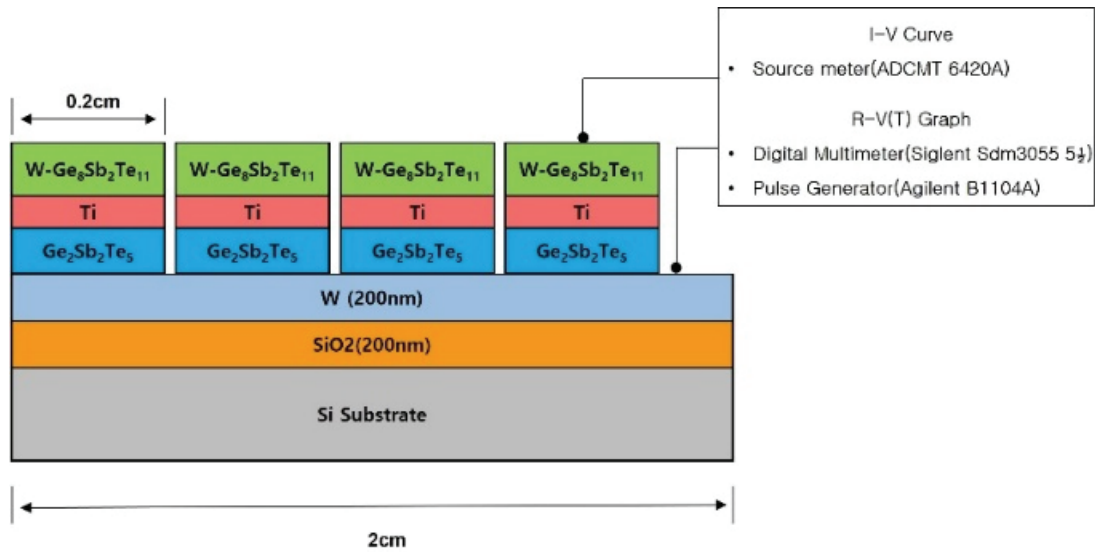 I-V Curve
• Source meter(ADCMT 6420A)
R-V(T) Graph
• Digital Multimeter(Siglent Sdm3055 5½)
• Pulse Generator(Agilent B1104A)
0.2cm
W-Ge₈Sb₂Te₁₁ W-Ge₈Sb₂Te₁₁ W-Ge₈Sb₂Te₁₁ W-Ge₈Sb₂Te₁₁
Ti Ti Ti Ti
Ge₂Sb₂Te₅ Ge₂Sb₂Te₅ Ge₂Sb₂Te₅ Ge₂Sb₂Te₅
W (200nm)
SiO2(200nm)
Si Substrate
2cm